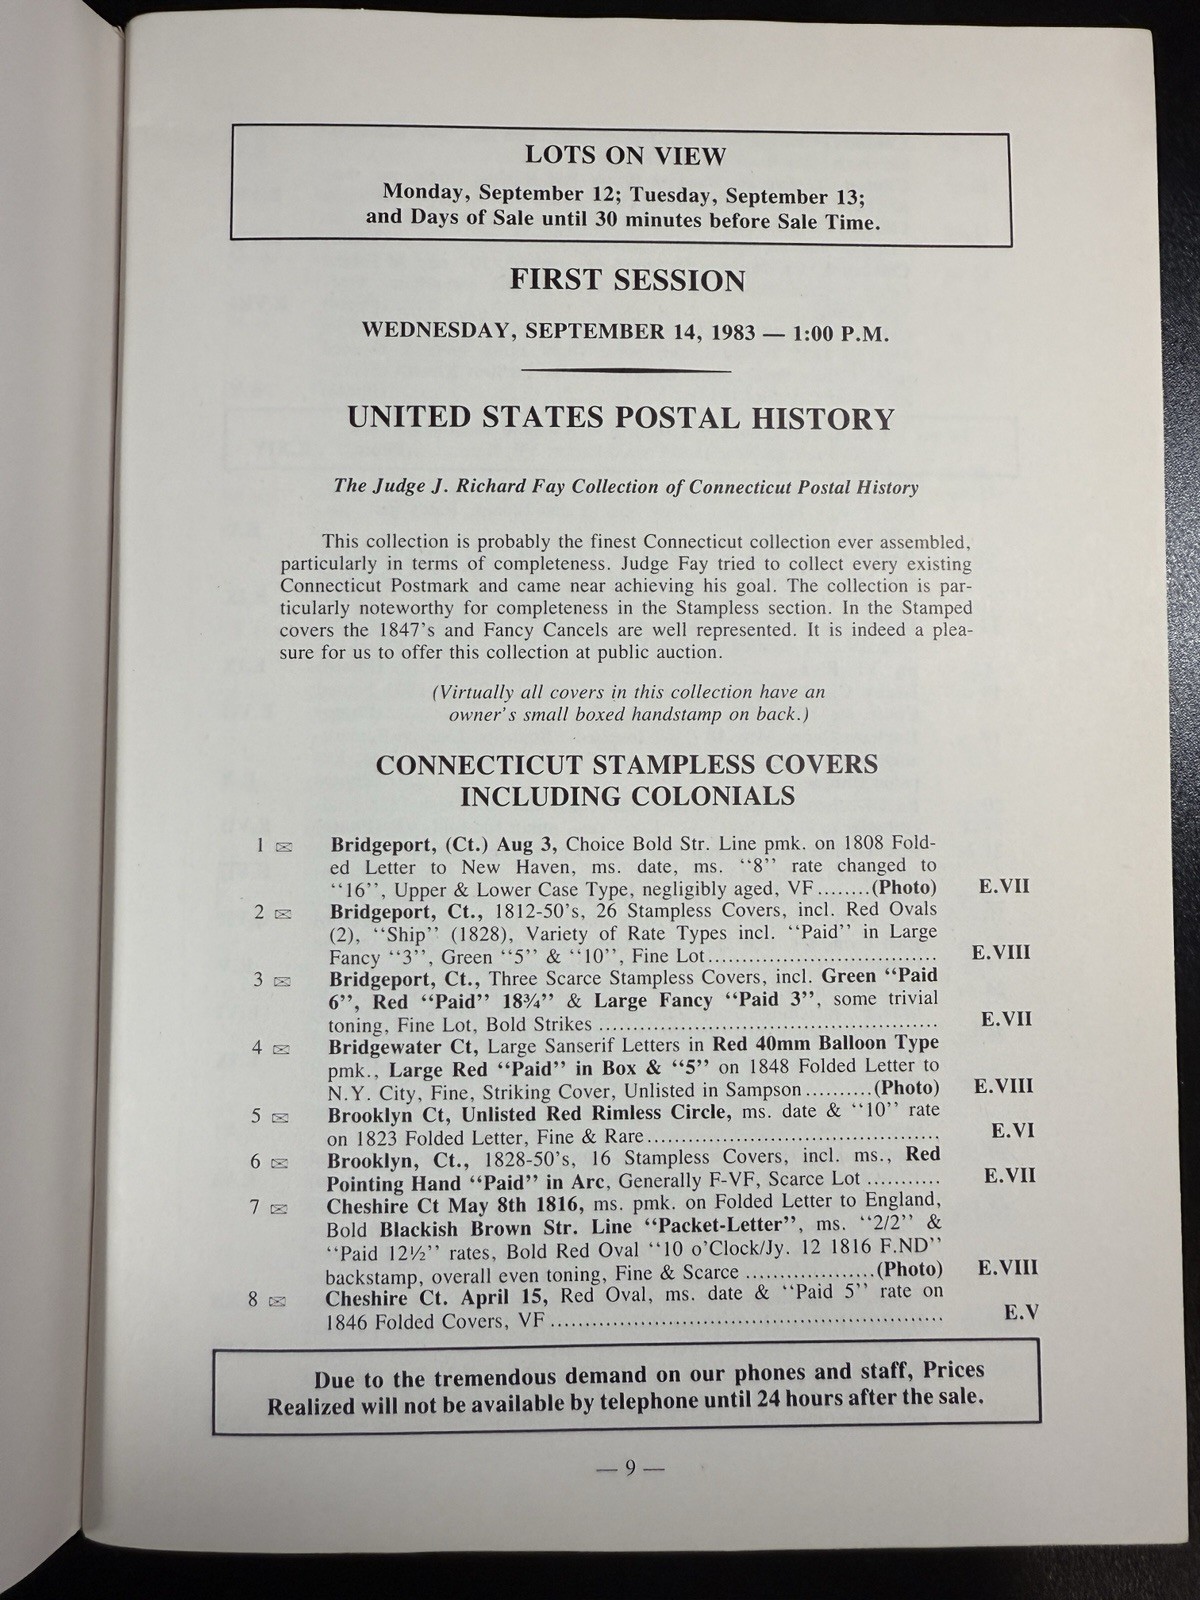 LOTS ON VIEW
Monday, September 12; Tuesday, September 13;
and Days of Sale until 30 minutes before Sale Time.
FIRST SESSION
WEDNESDAY, SEPTEMBER 14, 1983 — 1:00 P.M.
UNITED STATES POSTAL HISTORY
The Judge J. Richard Fay Collection of Connecticut Postal History
This collection is probably the finest Connecticut collection ever assembled,
particularly in terms of completeness. Judge Fay tried to collect every existing
Connecticut Postmark and came near achieving his goal. The collection is par-
ticularly noteworthy for completeness in the Stampless section. In the Stamped
covers the 1847's and Fancy Cancels are well represented. It is indeed a plea-
sure for us to offer this collection at public auction.
(Virtually all covers in this collection have an
owner's small boxed handstamp on back.)
CONNECTICUT STAMPLESS COVERS
INCLUDING COLONIALS
1 ✉ Bridgeport, (Ct.) Aug 3, Choice Bold Str. Line pmk. on 1808 Fold-
ed Letter to New Haven, ms. date, ms. "8" rate changed to
"16", Upper & Lower Case Type, negligibly aged, VF........(Photo) E.VII
2 ✉ Bridgeport, Ct., 1812-50's, 26 Stampless Covers, incl. Red Ovals
(2), "Ship" (1828), Variety of Rate Types incl. "Paid" in Large
Fancy "3", Green "5" & "10", Fine Lot................................. E.VIII
3 ✉ Bridgeport, Ct., Three Scarce Stampless Covers, incl. Green "Paid
6", Red "Paid" 18¾" & Large Fancy "Paid 3", some trivial
toning, Fine Lot, Bold Strikes ................................................. E.VII
4 ✉ Bridgewater Ct, Large Sanserif Letters in Red 40mm Balloon Type
pmk., Large Red "Paid" in Box & "5" on 1848 Folded Letter to
N.Y. City, Fine, Striking Cover, Unlisted in Sampson..........(Photo) E.VIII
5 ✉ Brooklyn Ct, Unlisted Red Rimless Circle, ms. date & "10" rate
on 1823 Folded Letter, Fine & Rare.......................................... E.VI
6 ✉ Brooklyn, Ct., 1828-50's, 16 Stampless Covers, incl. ms., Red
Pointing Hand "Paid" in Arc, Generally F-VF, Scarce Lot ........... E.VII
7 ✉ Cheshire Ct May 8th 1816, ms. pmk. on Folded Letter to England,
Bold Blackish Brown Str. Line "Packet-Letter", ms. "2/2" &
"Paid 12½" rates, Bold Red Oval "10 o'Clock/Jy. 12 1816 F.ND"
backstamp, overall even toning, Fine & Scarce ...................(Photo) E.VIII
8 ✉ Cheshire Ct. April 15, Red Oval, ms. date & "Paid 5" rate on
1846 Folded Covers, VF......................................................... E.V
Due to the tremendous demand on our phones and staff, Prices
Realized will not be available by telephone until 24 hours after the sale.
— 9 —